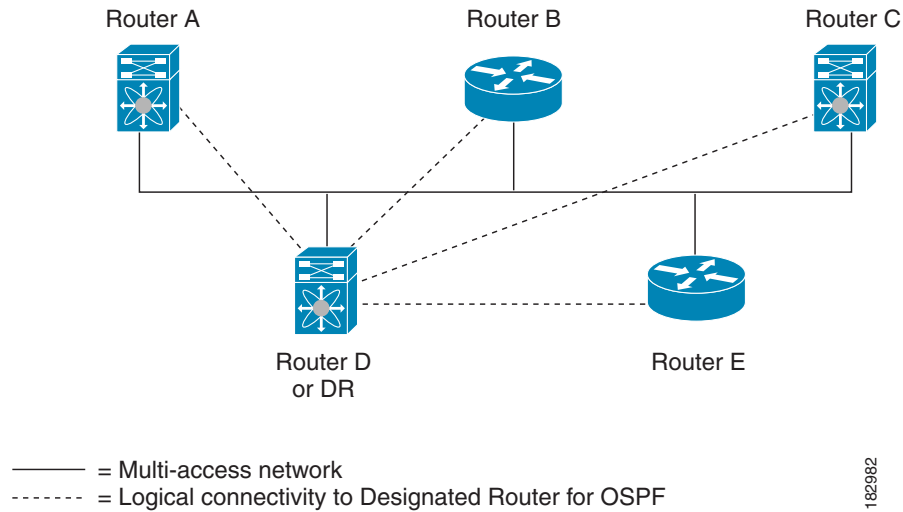 Router A
Router B
Router C
Router D
or DR
Router E
= Multi-access network
= Logical connectivity to Designated Router for OSPF
182982